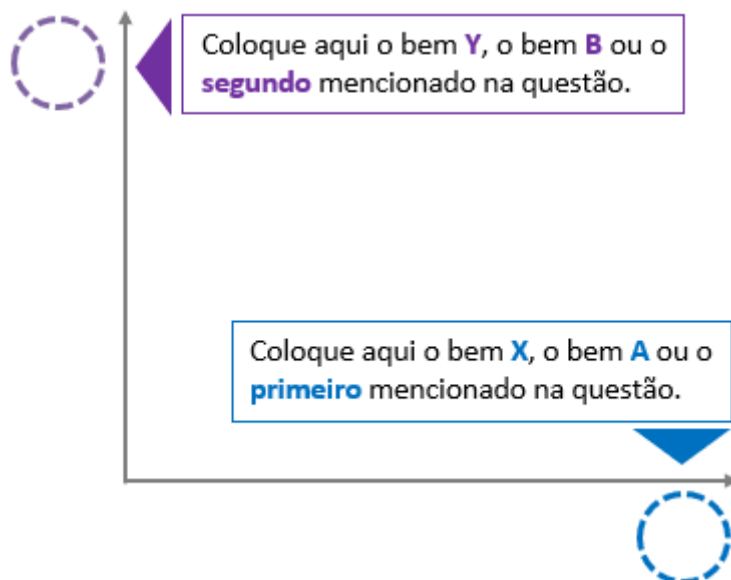 Coloque aqui o bem Y, o bem B ou o
segundo mencionado na questão.
Coloque aqui o bem X, o bem A ou o
primeiro mencionado na questão.